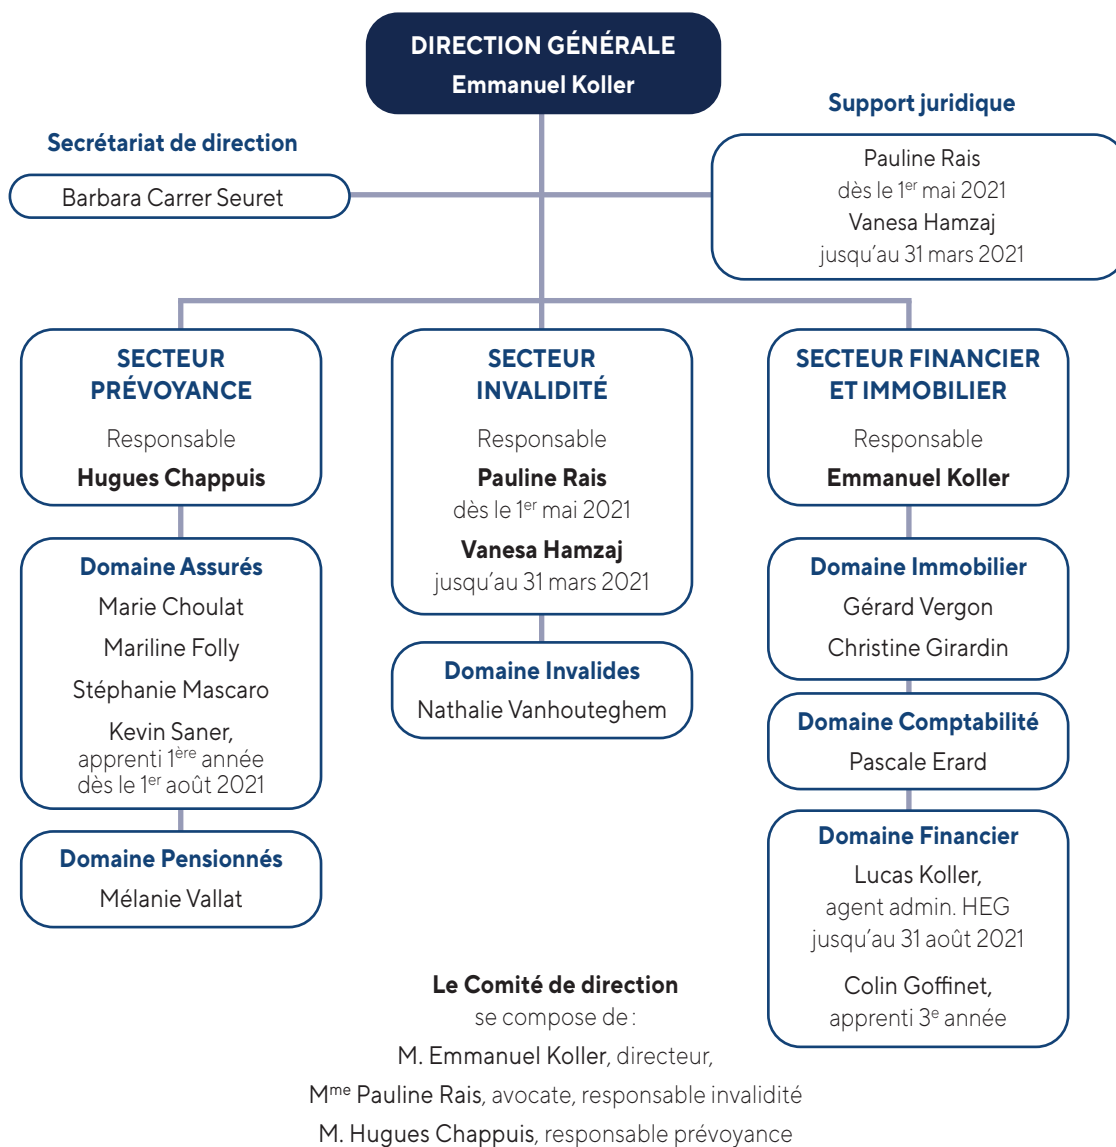 DIRECTION GÉNÉRALE
Emmanuel Koller
Secrétariat de direction
Barbara Carrer Seuret
Support juridique
Pauline Rais
dès le 1er mai 2021
Vanesa Hamzaj
jusqu'au 31 mars 2021
SECTEUR
PRÉVOYANCE
Responsable
Hugues Chappuis
Domaine Assurés
Marie Choulat
Mariline Folly
Stéphanie Mascaro
Kevin Saner,
apprenti 1ère année
dès le 1er août 2021
Domaine Pensionnés
Mélanie Vallat
SECTEUR
INVALIDITÉ
Responsable
Pauline Rais
dès le 1er mai 2021
Vanesa Hamzaj
jusqu'au 31 mars 2021
Domaine Invalides
Nathalie Vanhouteghem
SECTEUR FINANCIER
ET IMMOBILIER
Responsable
Emmanuel Koller
Domaine Immobilier
Gérard Vergon
Christine Girardin
Domaine Comptabilité
Pascale Erard
Domaine Financier
Lucas Koller,
agent admin. HEG
jusqu'au 31 août 2021
Colin Goffinet,
apprenti 3e année
Le Comité de direction
se compose de :
M. Emmanuel Koller, directeur,
Mme Pauline Rais, avocate, responsable invalidité
M. Hugues Chappuis, responsable prévoyance